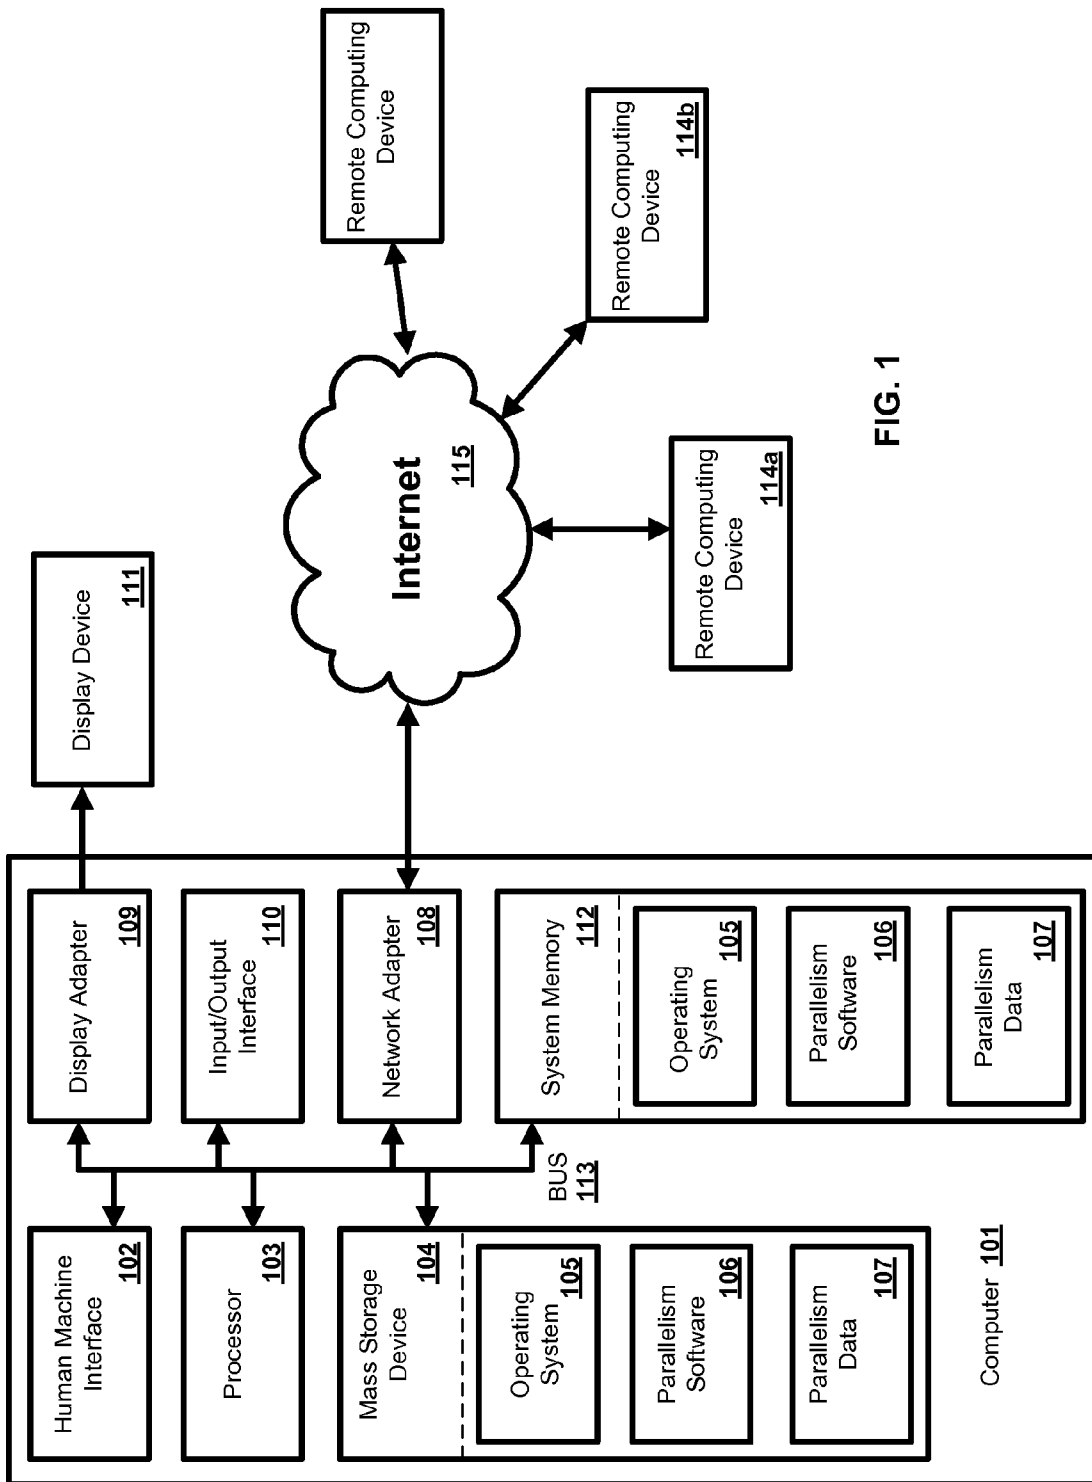 Human Machine
Interface
102
Processor
103
Mass Storage
Device
104
Operating
System
105
Parallelism
Software
106
Parallelism
Data
107
Computer 101
BUS
113
Display Adapter
109
Input/Output
Interface
110
Network Adapter
108
System Memory
112
Operating
System
105
Parallelism
Software
106
Parallelism
Data
107
Display Device
111
Internet
115
Remote Computing
Device
114a
Remote Computing
Device
114b
Remote Computing
Device
FIG. 1